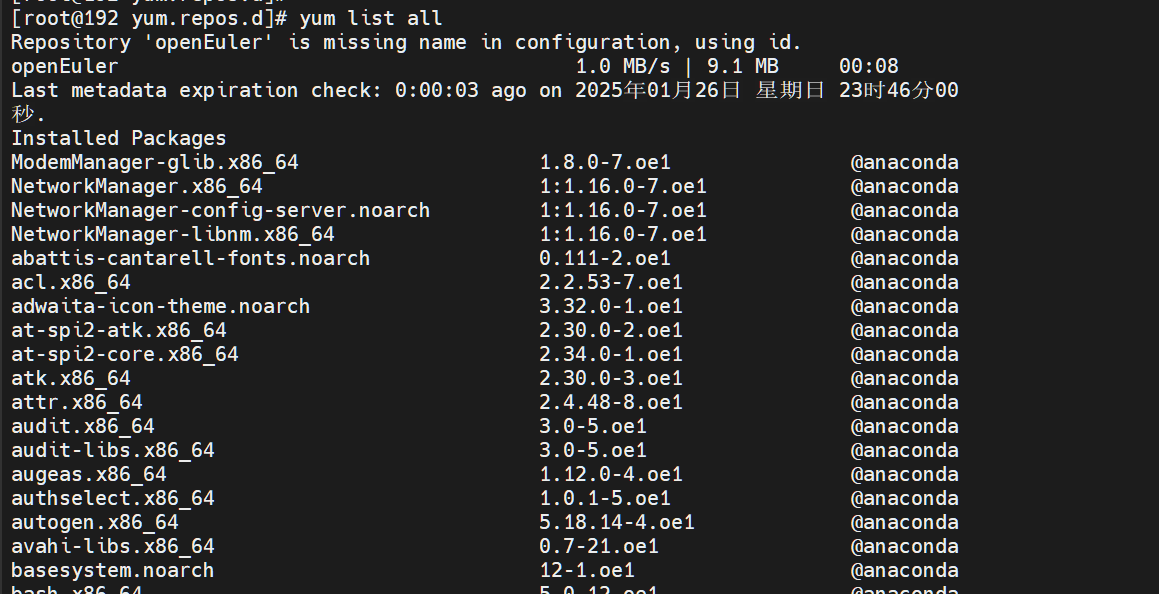 [root@192 yum.repos.d]#
[root@192 yum.repos.d]# yum list all
Repository 'openEuler' is missing name in configuration, using id.
openEuler 1.0 MB/s | 9.1 MB 00:08
Last metadata expiration check: 0:00:03 ago on 2025年01月26日 星期日 23时46分00
秒.
Installed Packages
ModemManager-glib.x86_64 1.8.0-7.oe1 @anaconda
NetworkManager.x86_64 1:1.16.0-7.oe1 @anaconda
NetworkManager-config-server.noarch 1:1.16.0-7.oe1 @anaconda
NetworkManager-libnm.x86_64 1:1.16.0-7.oe1 @anaconda
abattis-cantarell-fonts.noarch 0.111-2.oe1 @anaconda
acl.x86_64 2.2.53-7.oe1 @anaconda
adwaita-icon-theme.noarch 3.32.0-1.oe1 @anaconda
at-spi2-atk.x86_64 2.30.0-2.oe1 @anaconda
at-spi2-core.x86_64 2.34.0-1.oe1 @anaconda
atk.x86_64 2.30.0-3.oe1 @anaconda
attr.x86_64 2.4.48-8.oe1 @anaconda
audit.x86_64 3.0-5.oe1 @anaconda
audit-libs.x86_64 3.0-5.oe1 @anaconda
augeas.x86_64 1.12.0-4.oe1 @anaconda
authselect.x86_64 1.0.1-5.oe1 @anaconda
autogen.x86_64 5.18.14-4.oe1 @anaconda
avahi-libs.x86_64 0.7-21.oe1 @anaconda
basesystem.noarch 12-1.oe1 @anaconda
bash.x86_64 5.0-12.oe1 @anaconda